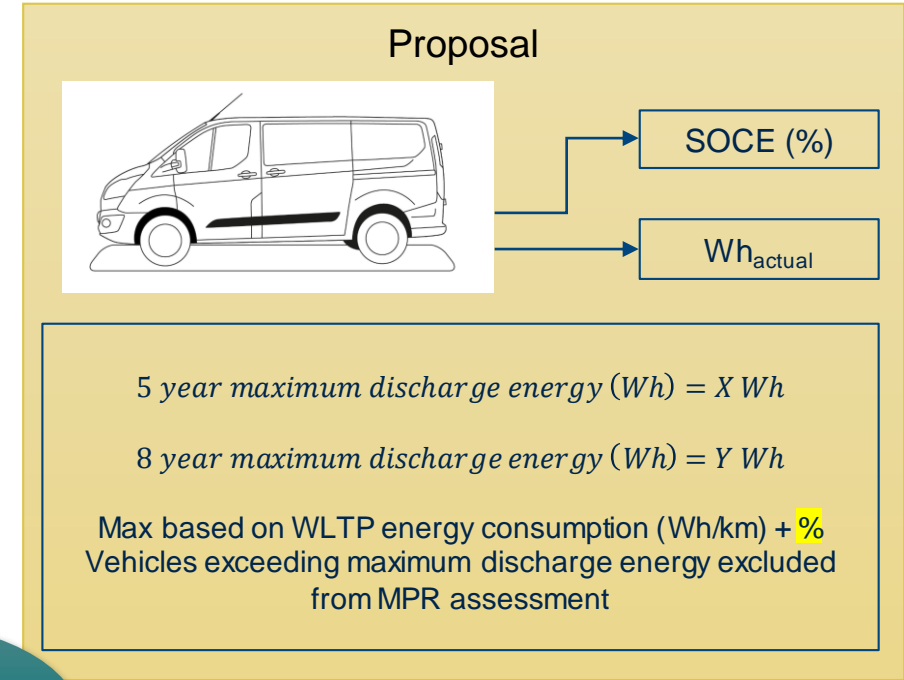 Proposal
SOCE (%)
Wh_actual
5 year maximum discharge energy (Wh) = X Wh
8 year maximum discharge energy (Wh) = Y Wh
Max based on WLTP energy consumption (Wh/km) + %
Vehicles exceeding maximum discharge energy excluded
from MPR assessment